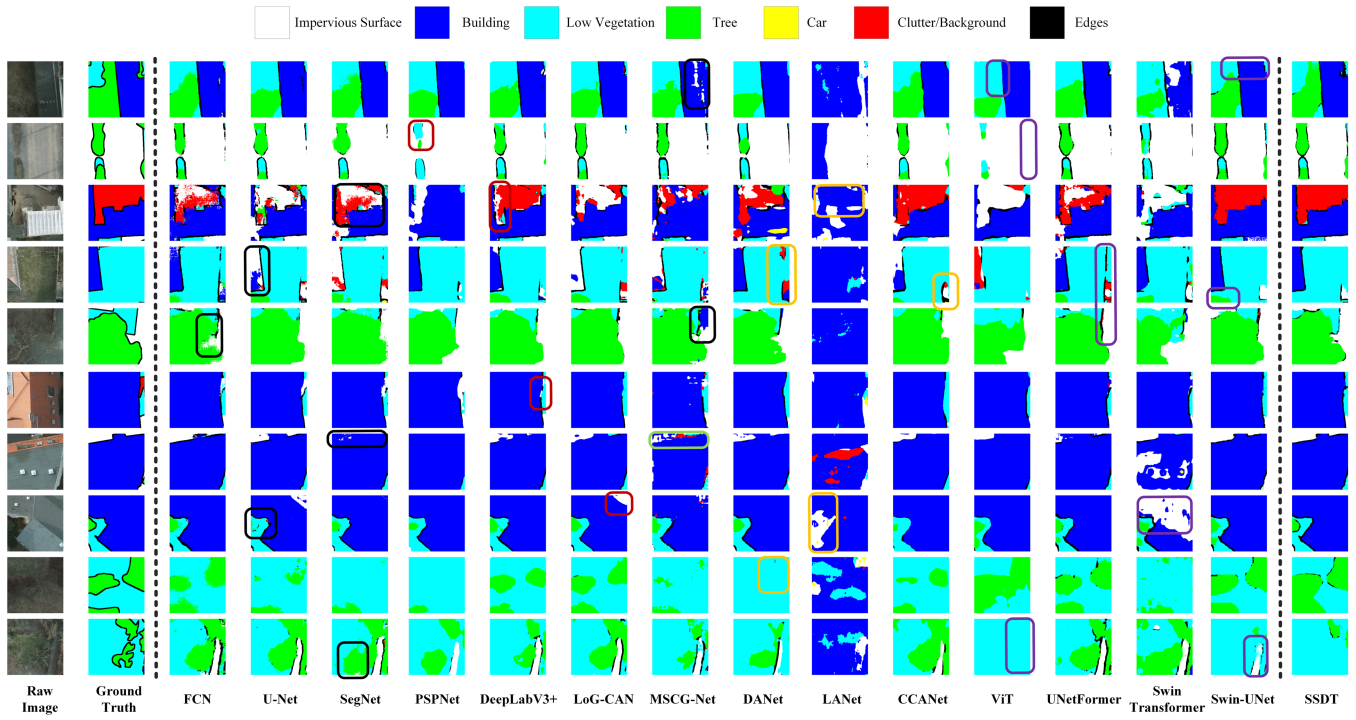 Impervious Surface
Building
Low Vegetation
Tree
Car
Clutter/Background
Edges
Raw
Image
Ground
Truth
FCN
U-Net
SegNet
PSPNet
DeepLabV3+
LoG-CAN
MSCG-Net
DANet
LANet
CCANet
ViT
UNetFormer
Swin
Transformer
Swin-UNet
SSDT